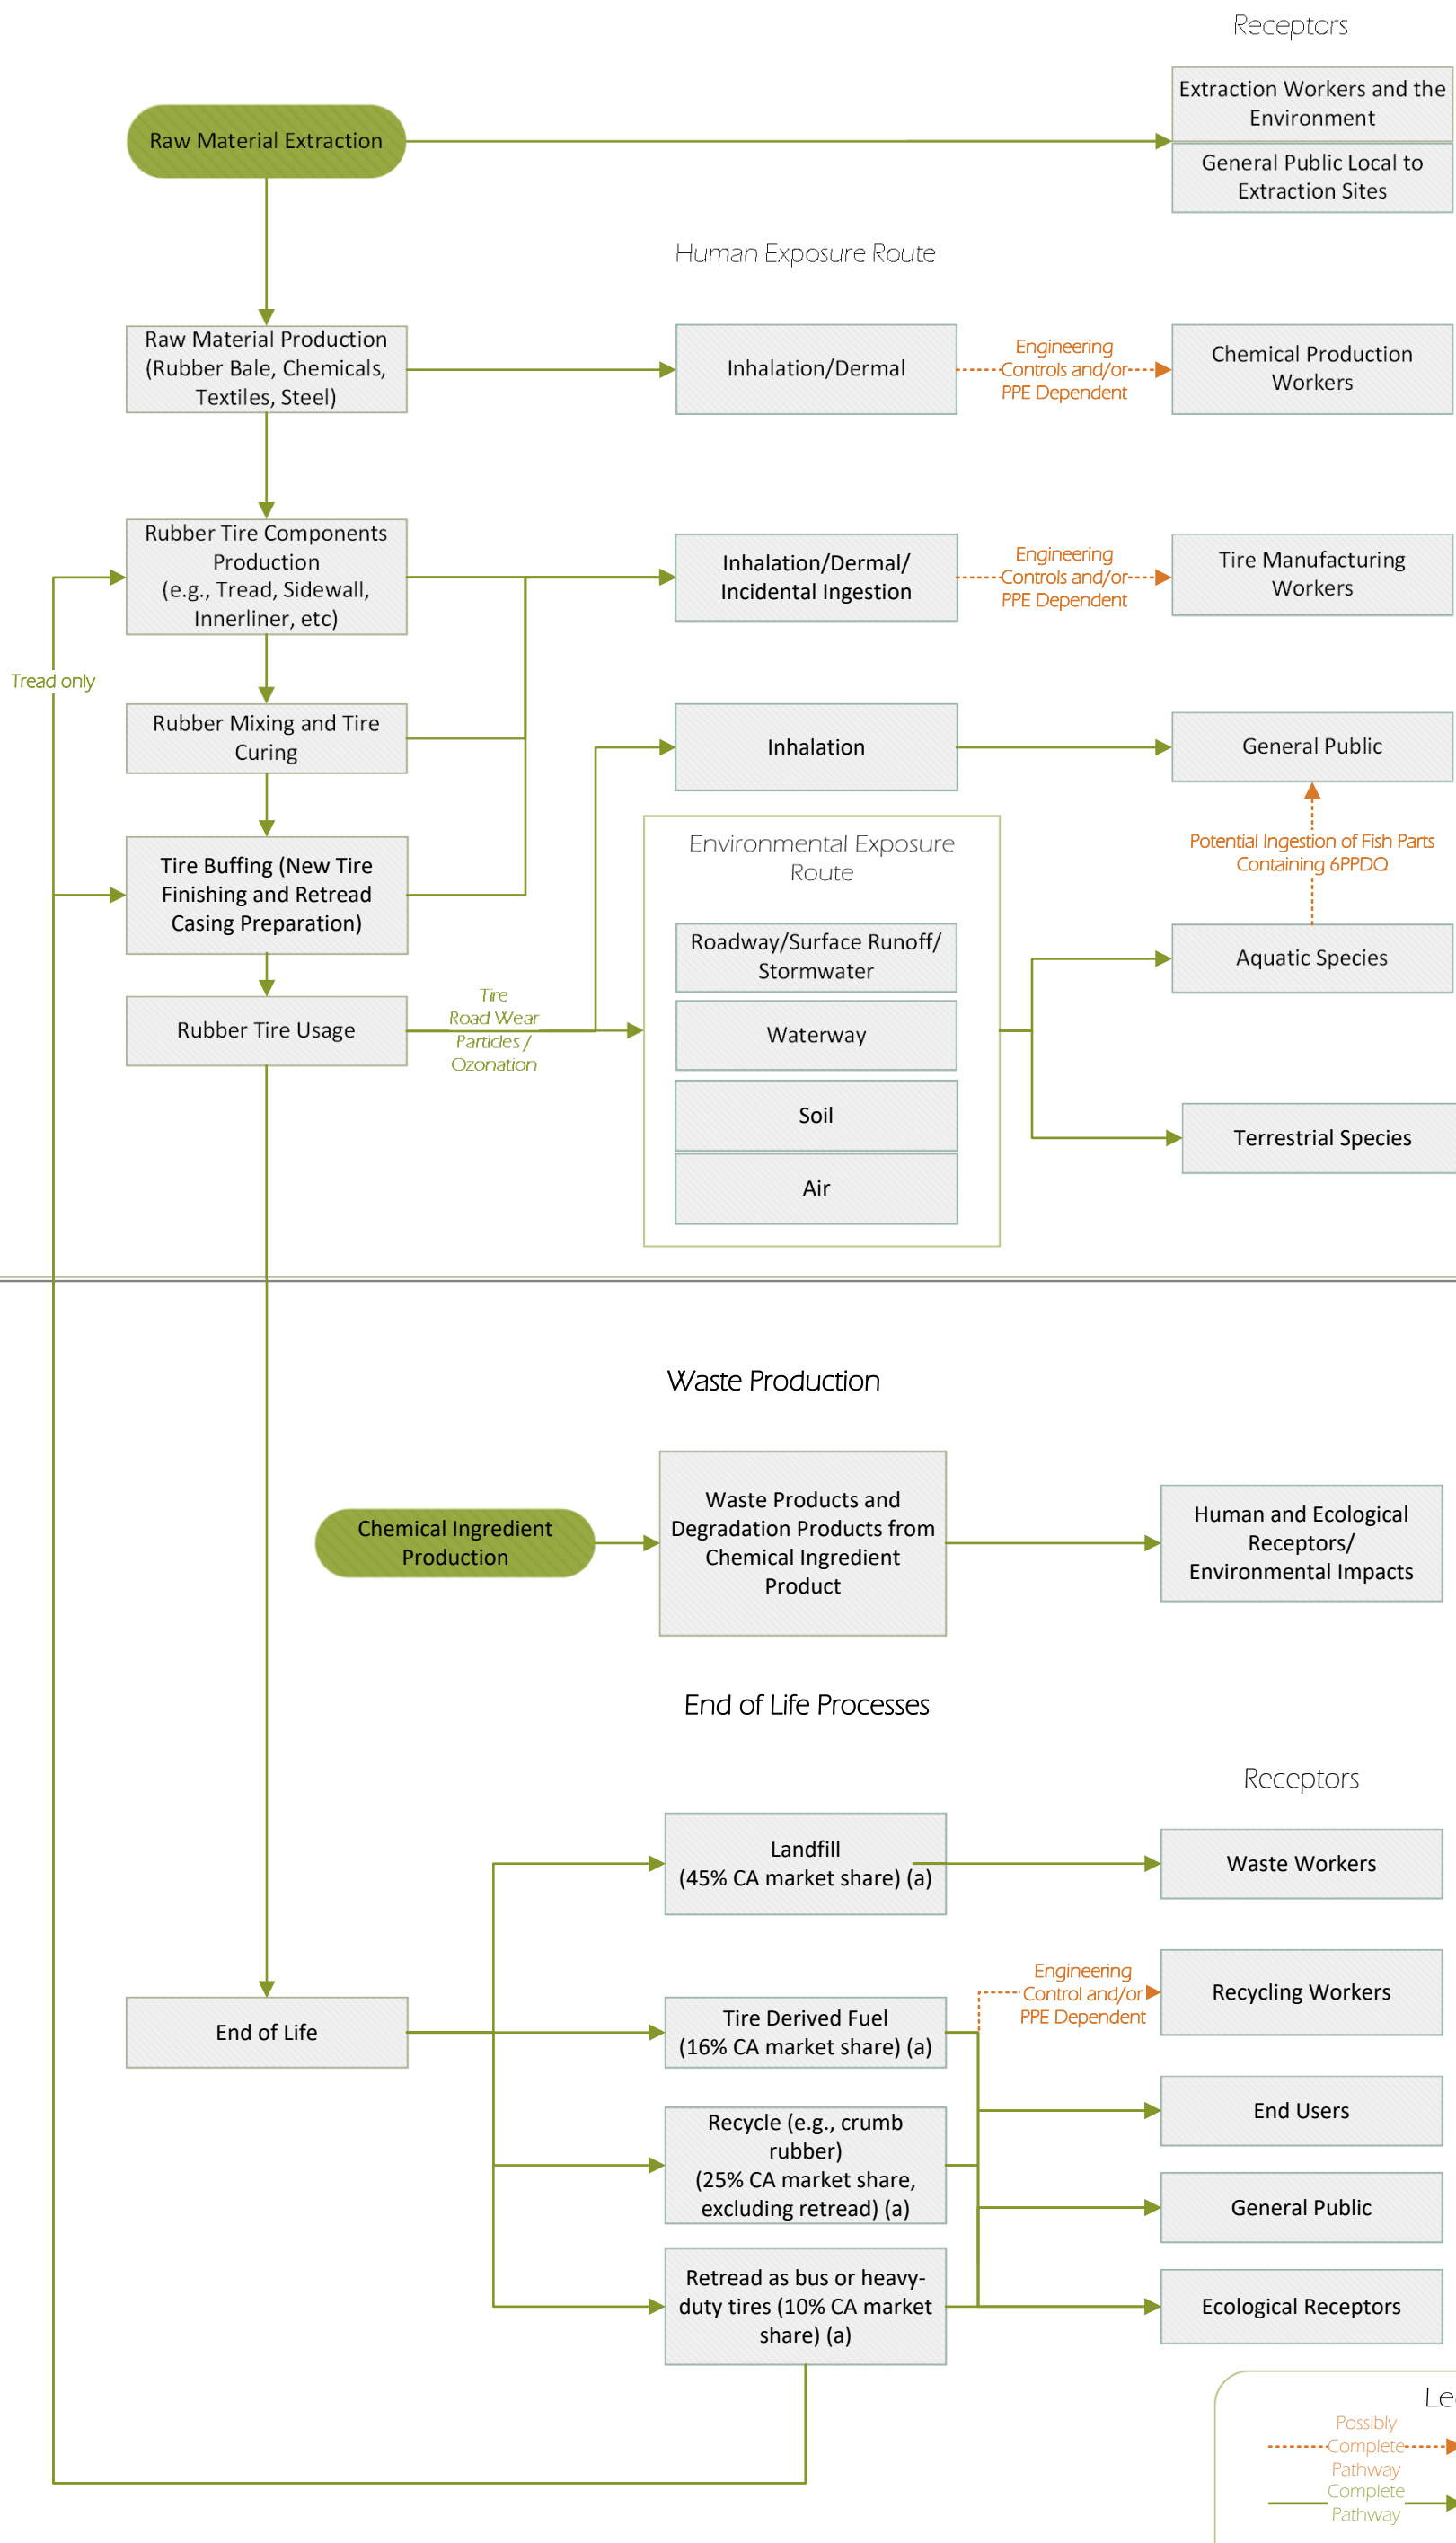 Receptors
Raw Material Extraction
Extraction Workers and the
Environment
General Public Local to
Extraction Sites
Human Exposure Route
Raw Material Production
(Rubber Bale, Chemicals,
Textiles, Steel)
Inhalation/Dermal
Engineering
Controls and/or
PPE Dependent
Chemical Production
Workers
Rubber Tire Components
Production
(e.g., Tread, Sidewall,
Innerliner, etc)
Inhalation/Dermal/
Incidental Ingestion
Engineering
Controls and/or
PPE Dependent
Tire Manufacturing
Workers
Tread only
Rubber Mixing and Tire
Curing
Inhalation
General Public
Potential Ingestion of Fish Parts
Containing 6PPDQ
Tire Buffing (New Tire
Finishing and Retread
Casing Preparation)
Environmental Exposure
Route
Roadway/Surface Runoff/
Stormwater
Aquatic Species
Rubber Tire Usage
Tire
Road Wear
Particles /
Ozonation
Waterway
Soil
Terrestrial Species
Air
Waste Production
Chemical Ingredient
Production
Waste Products and
Degradation Products from
Chemical Ingredient
Product
Human and Ecological
Receptors/
Environmental Impacts
End of Life Processes
Receptors
Landfill
(45% CA market share) (a)
Waste Workers
End of Life
Tire Derived Fuel
(16% CA market share) (a)
Engineering
Control and/or
PPE Dependent
Recycling Workers
End Users
Recycle (e.g., crumb
rubber)
(25% CA market share,
excluding retread) (a)
General Public
Retread as bus or heavy-
duty tires (10% CA market
share) (a)
Ecological Receptors
Le
Possibly
Complete
Pathway
Complete
Pathway